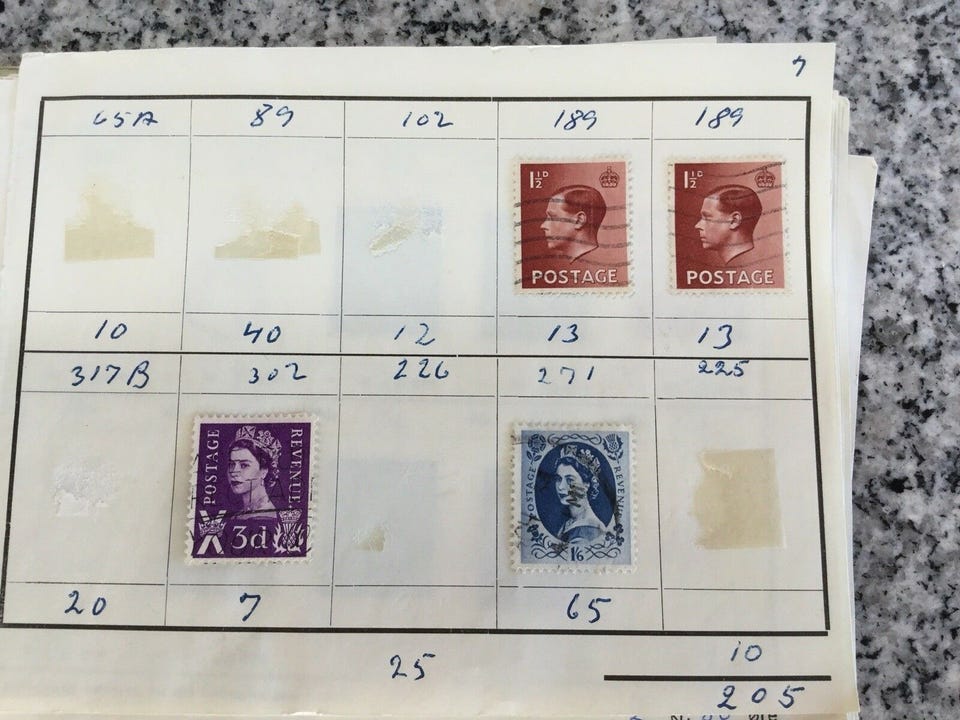 7
65A 89 102 189 189
1½D 1½D
POSTAGE POSTAGE
10 40 12 13 13
317B 302 226 271 225
POSTAGE REVENUE POSTAGE REVENUE
3d 1/6
20 7 65
25 10
205